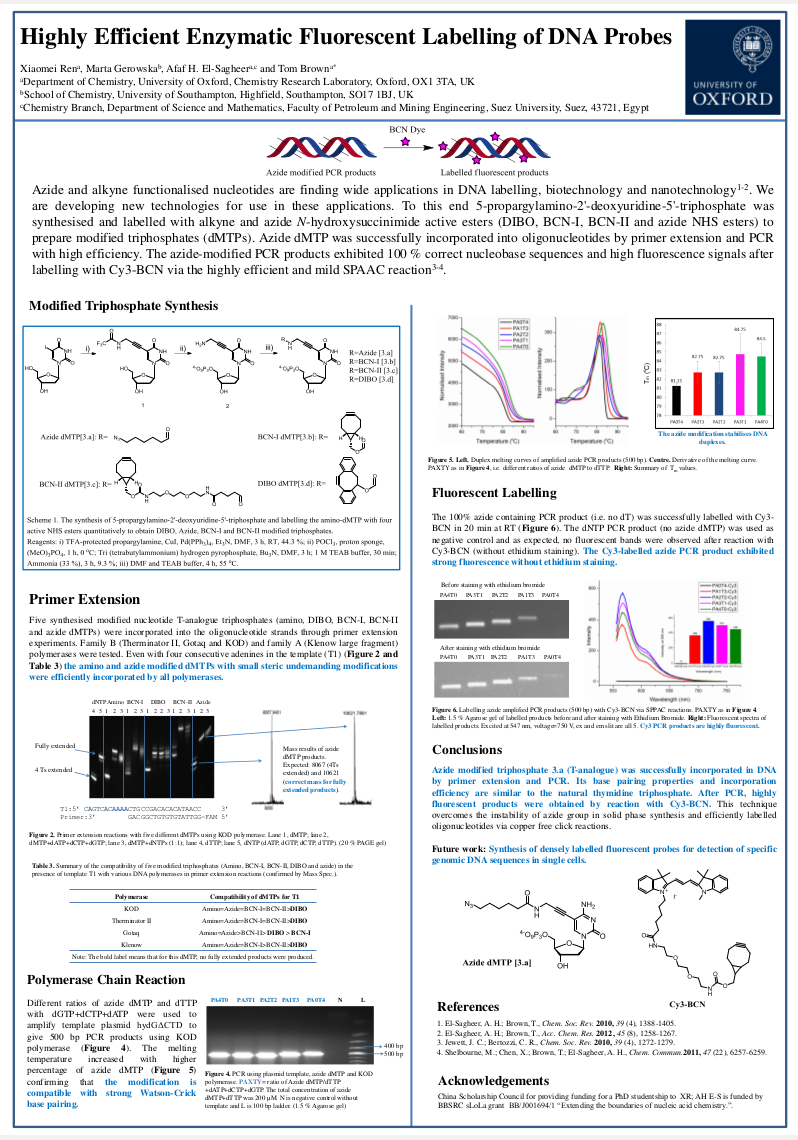 Highly Efficient Enzymatic Fluorescent Labelling of DNA Probes
Xiaomei Renᵃ, Marta Gerowskaᵇ, Afaf H. El-Sagheerᵃ,ᶜ and Tom Brownᵃ*
ᵃDepartment of Chemistry, University of Oxford, Chemistry Research Laboratory, Oxford, OX1 3TA, UK
ᵇSchool of Chemistry, University of Southampton, Highfield, Southampton, SO17 1BJ, UK
ᶜChemistry Branch, Department of Science and Mathematics, Faculty of Petroleum and Mining Engineering, Suez University, Suez, 43721, Egypt
UNIVERSITY OF
OXFORD
BCN Dye
Azide modified PCR products
Labelled fluorescent products
Azide and alkyne functionalised nucleotides are finding wide applications in DNA labelling, biotechnology and nanotechnology¹⁻². We
are developing new technologies for use in these applications. To this end 5-propargylamino-2'-deoxyuridine-5'-triphosphate was
synthesised and labelled with alkyne and azide N-hydroxysuccinimide active esters (DIBO, BCN-I, BCN-II and azide NHS esters) to
prepare modified triphosphates (dMTPs). Azide dMTP was successfully incorporated into oligonucleotides by primer extension and PCR
with high efficiency. The azide-modified PCR products exhibited 100 % correct nucleobase sequences and high fluorescence signals after
labelling with Cy3-BCN via the highly efficient and mild SPAAC reaction³⁻⁴.
Modified Triphosphate Synthesis
i)
ii)
iii)
R=Azide [3.a]
R=BCN-I [3.b]
R=BCN-II [3.c]
R=DIBO [3.d]
1
2
Azide dMTP[3.a]: R=
BCN-I dMTP[3.b]: R=
BCN-II dMTP[3.c]: R=
DIBO dMTP[3.d]: R=
Scheme 1. The synthesis of 5-propargylamino-2'-deoxyuridine-5'-triphosphate and labelling the amino-dMTP with four
active NHS esters quantitatively to obtain DIBO, Azide, BCN-I and BCN-II modified triphosphates.
Reagents: i) TFA-protected propargylamine, CuI, Pd(PPh₃)₄, Et₃N, DMF, 3 h, RT, 44.3 %; ii) POCl₃, proton sponge,
(MeO)₃PO₄, 1 h, 0 °C; Tri (tetrabutylammonium) hydrogen pyrophosphate, Bu₃N, DMF, 3 h; 1 M TEAB buffer, 30 min;
Ammonia (33 %), 3 h, 9.3 %; iii) DMF and TEAB buffer, 4 h, 55 °C.
Primer Extension
Five synthesised modified nucleotide T-analogue triphosphates (amino, DIBO, BCN-I, BCN-II
and azide dMTPs) were incorporated into the oligonucleotide strands through primer extension
experiments. Family B (Therminator II, Gotaq and KOD) and family A (Klenow large fragment)
polymerases were tested. Even with four consecutive adenines in the template (T1) (Figure 2 and
Table 3) the amino and azide modified dMTPs with small steric undemanding modifications
were efficiently incorporated by all polymerases.
dNTP Amino BCN-I DIBO BCN-II Azide
Fully extended
4 Ts extended
Mass results of azide
dMTP products.
Expected: 8067 (4Ts
extended) and 10621
(correct mass for fully
extended products).
T1:5' CAGTCACAAAACTGCCGACACACATAACC 3'
Primer:3' GACGGCTGTGTGTATTGG-FAM 5'
Figure 2. Primer extension reactions with five different dMTPs using KOD polymerase. Lane 1, dMTP; lane 2,
dMTP+dATP+dCTP+dGTP; lane 3, dMTP+dNTPs (1:1); lane 4, dTTP; lane 5, dNTP (dATP, dGTP, dCTP, dTTP). (20 % PAGE gel)
Table 3. Summary of the compatibility of five modified triphosphates (Amino, BCN-I, BCN-II, DIBO and azide) in the
presence of template T1 with various DNA polymerases in primer extension reactions (confirmed by Mass Spec.).
Polymerase Compatibility of dMTPs for T1
KOD Amino=Azide=BCN-I=BCN-II>DIBO
Therminator II Amino=Azide=BCN-I=BCN-II>DIBO
Gotaq Amino=Azide>BCN-II> DIBO > BCN-I
Klenow Amino=Azide=BCN-I>BCN-II>DIBO
Note: The bold label means that for this dMTP, no fully extended products were produced.
Polymerase Chain Reaction
Different ratios of azide dMTP and dTTP
with dGTP+dCTP+dATP were used to
amplify template plasmid hydGΔCTD to
give 500 bp PCR products using KOD
polymerase (Figure 4). The melting
temperature increased with higher
percentage of azide dMTP (Figure 5)
confirming that the modification is
compatible with strong Watson-Crick
base pairing.
PA4T0 PA3T1 PA2T2 PA1T3 PA0T4 N L
400 bp
500 bp
Figure 4. PCR using plasmid template, azide dMTP and KOD
polymerase. PAXTY= ratio of Azide dMTP/dTTP
+dATP+dCTP+dGTP. The total concentration of azide
dMTP+dTTP was 200 µM. N is negative control without
template and L is 100 bp ladder (1.5 % Agarose gel)
Normalised Intensity
Temperature (°C)
PA0T4
PA1T3
PA2T2
PA3T1
PA4T0
Normalised Intensity
Temperature (°C)
Tₘ (°C)
81.25 82.75 82.75 84.75 84.5
PA0T4 PA1T3 PA2T2 PA3T1 PA4T0
The azide modification stabilises DNA
duplexes.
Figure 5. Left. Duplex melting curves of amplified azide PCR products (500 bp). Centre. Derivative of the melting curve.
PAXTY as in Figure 4, i.e. different ratios of azide dMTP to dTTP. Right: Summary of Tₘ values.
Fluorescent Labelling
The 100% azide containing PCR product (i.e. no dT) was successfully labelled with Cy3-
BCN in 20 min at RT (Figure 6). The dNTP PCR product (no azide dMTP) was used as
negative control and as expected, no fluorescent bands were observed after reaction with
Cy3-BCN (without ethidium staining). The Cy3-labelled azide PCR product exhibited
strong fluorescence without ethidium staining.
Before staining with ethidium bromide
PA4T0 PA3T1 PA2T2 PA1T3 PA0T4
After staining with ethidium bromide
PA4T0 PA3T1 PA2T2 PA1T3 PA0T4
PA0T4-Cy3
PA1T3-Cy3
PA2T2-Cy3
PA3T1-Cy3
PA4T0-Cy3
Wavelength (nm)
Figure 6. Labelling azide amplified PCR products (500 bp) with Cy3-BCN via SPPAC reactions. PAXTY as in Figure 4.
Left: 1.5 % Agarose gel of labelled products before and after staining with Ethidium Bromide. Right: Fluorescent spectra of
labelled products. Excited at 547 nm, voltage=750 V, ex and em slit are all 5. Cy3 PCR products are highly fluorescent.
Conclusions
Azide modified triphosphate 3.a (T-analogue) was successfully incorporated in DNA
by primer extension and PCR. Its base pairing properties and incorporation
efficiency are similar to the natural thymidine triphosphate. After PCR, highly
fluorescent products were obtained by reaction with Cy3-BCN. This technique
overcomes the instability of azide group in solid phase synthesis and efficiently labelled
oligonucleotides via copper free click reactions.
Future work: Synthesis of densely labelled fluorescent probes for detection of specific
genomic DNA sequences in single cells.
Azide dMTP [3.a]
Cy3-BCN
References
1. El-Sagheer, A. H.; Brown, T., Chem. Soc. Rev. 2010, 39 (4), 1388-1405.
2. El-Sagheer, A. H.; Brown, T., Acc. Chem. Res. 2012, 45 (8), 1258-1267.
3. Jewett, J. C.; Bertozzi, C. R., Chem. Soc. Rev. 2010, 39 (4), 1272-1279.
4. Shelbourne, M.; Chen, X.; Brown, T.; El-Sagheer, A. H., Chem. Commun. 2011, 47 (22), 6257-6259.
Acknowledgements
China Scholarship Council for providing funding for a PhD studentship to XR; AH E-S is funded by
BBSRC sLoLa grant BB/J001694/1 "Extending the boundaries of nucleic acid chemistry.".